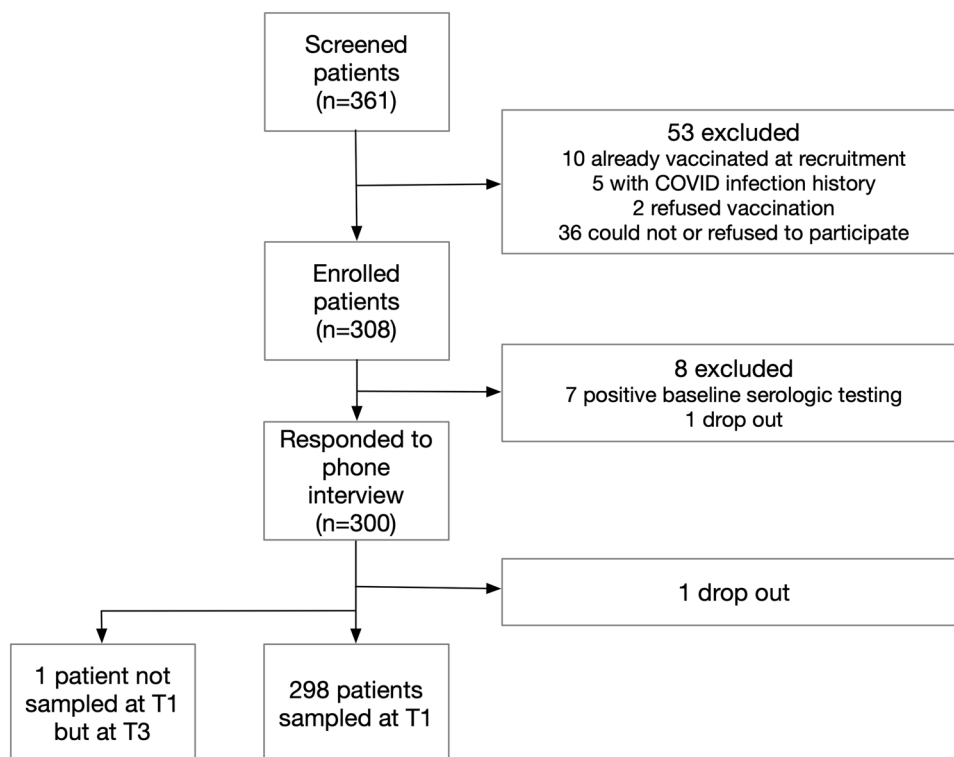 Screened
patients
(n=361)
53 excluded
10 already vaccinated at recruitment
5 with COVID infection history
2 refused vaccination
36 could not or refused to participate
Enrolled
patients
(n=308)
8 excluded
7 positive baseline serologic testing
1 drop out
Responded to
phone
interview
(n=300)
1 drop out
1 patient not
sampled at T1
but at T3
298 patients
sampled at T1